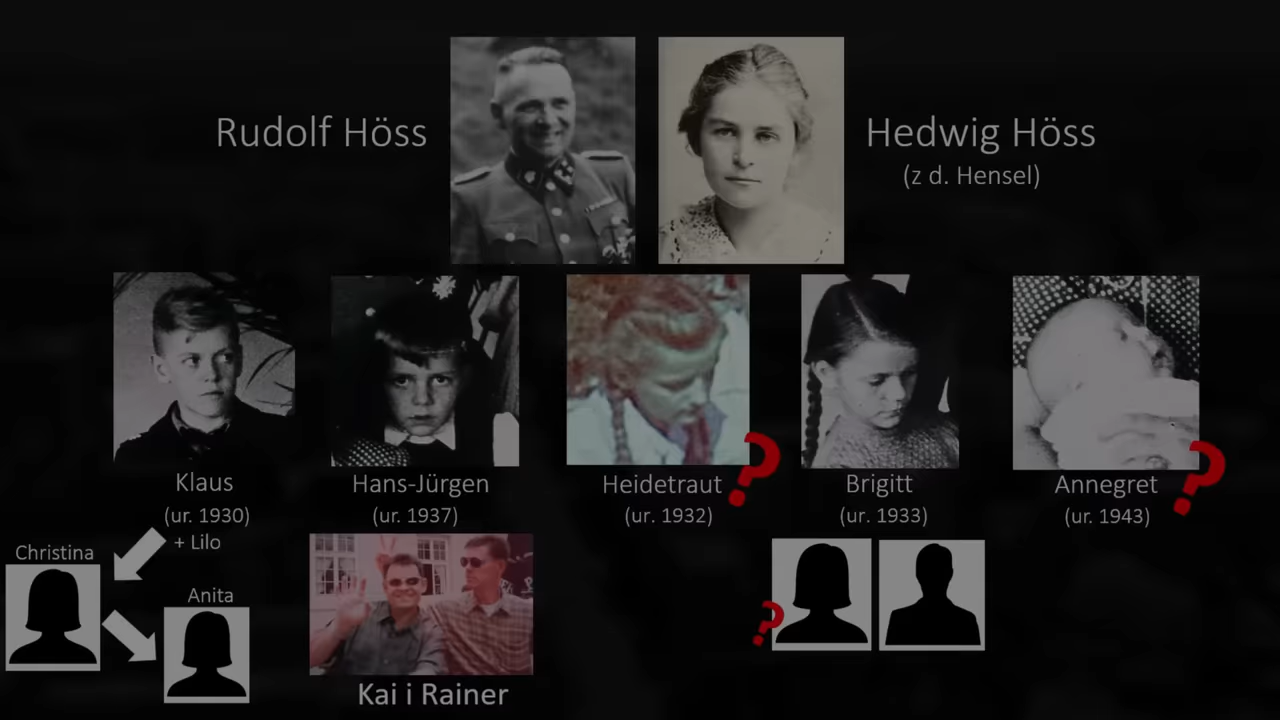 Rudolf Höss
Hedwig Höss
(z d. Hensel)
Klaus
(ur. 1930)
+ Lilo
Hans-Jürgen
(ur. 1937)
Heidetraut
(ur. 1932)
?
Brigitt
(ur. 1933)
Annegret
(ur. 1943)
?
Christina
Anita
Kai i Rainer
?